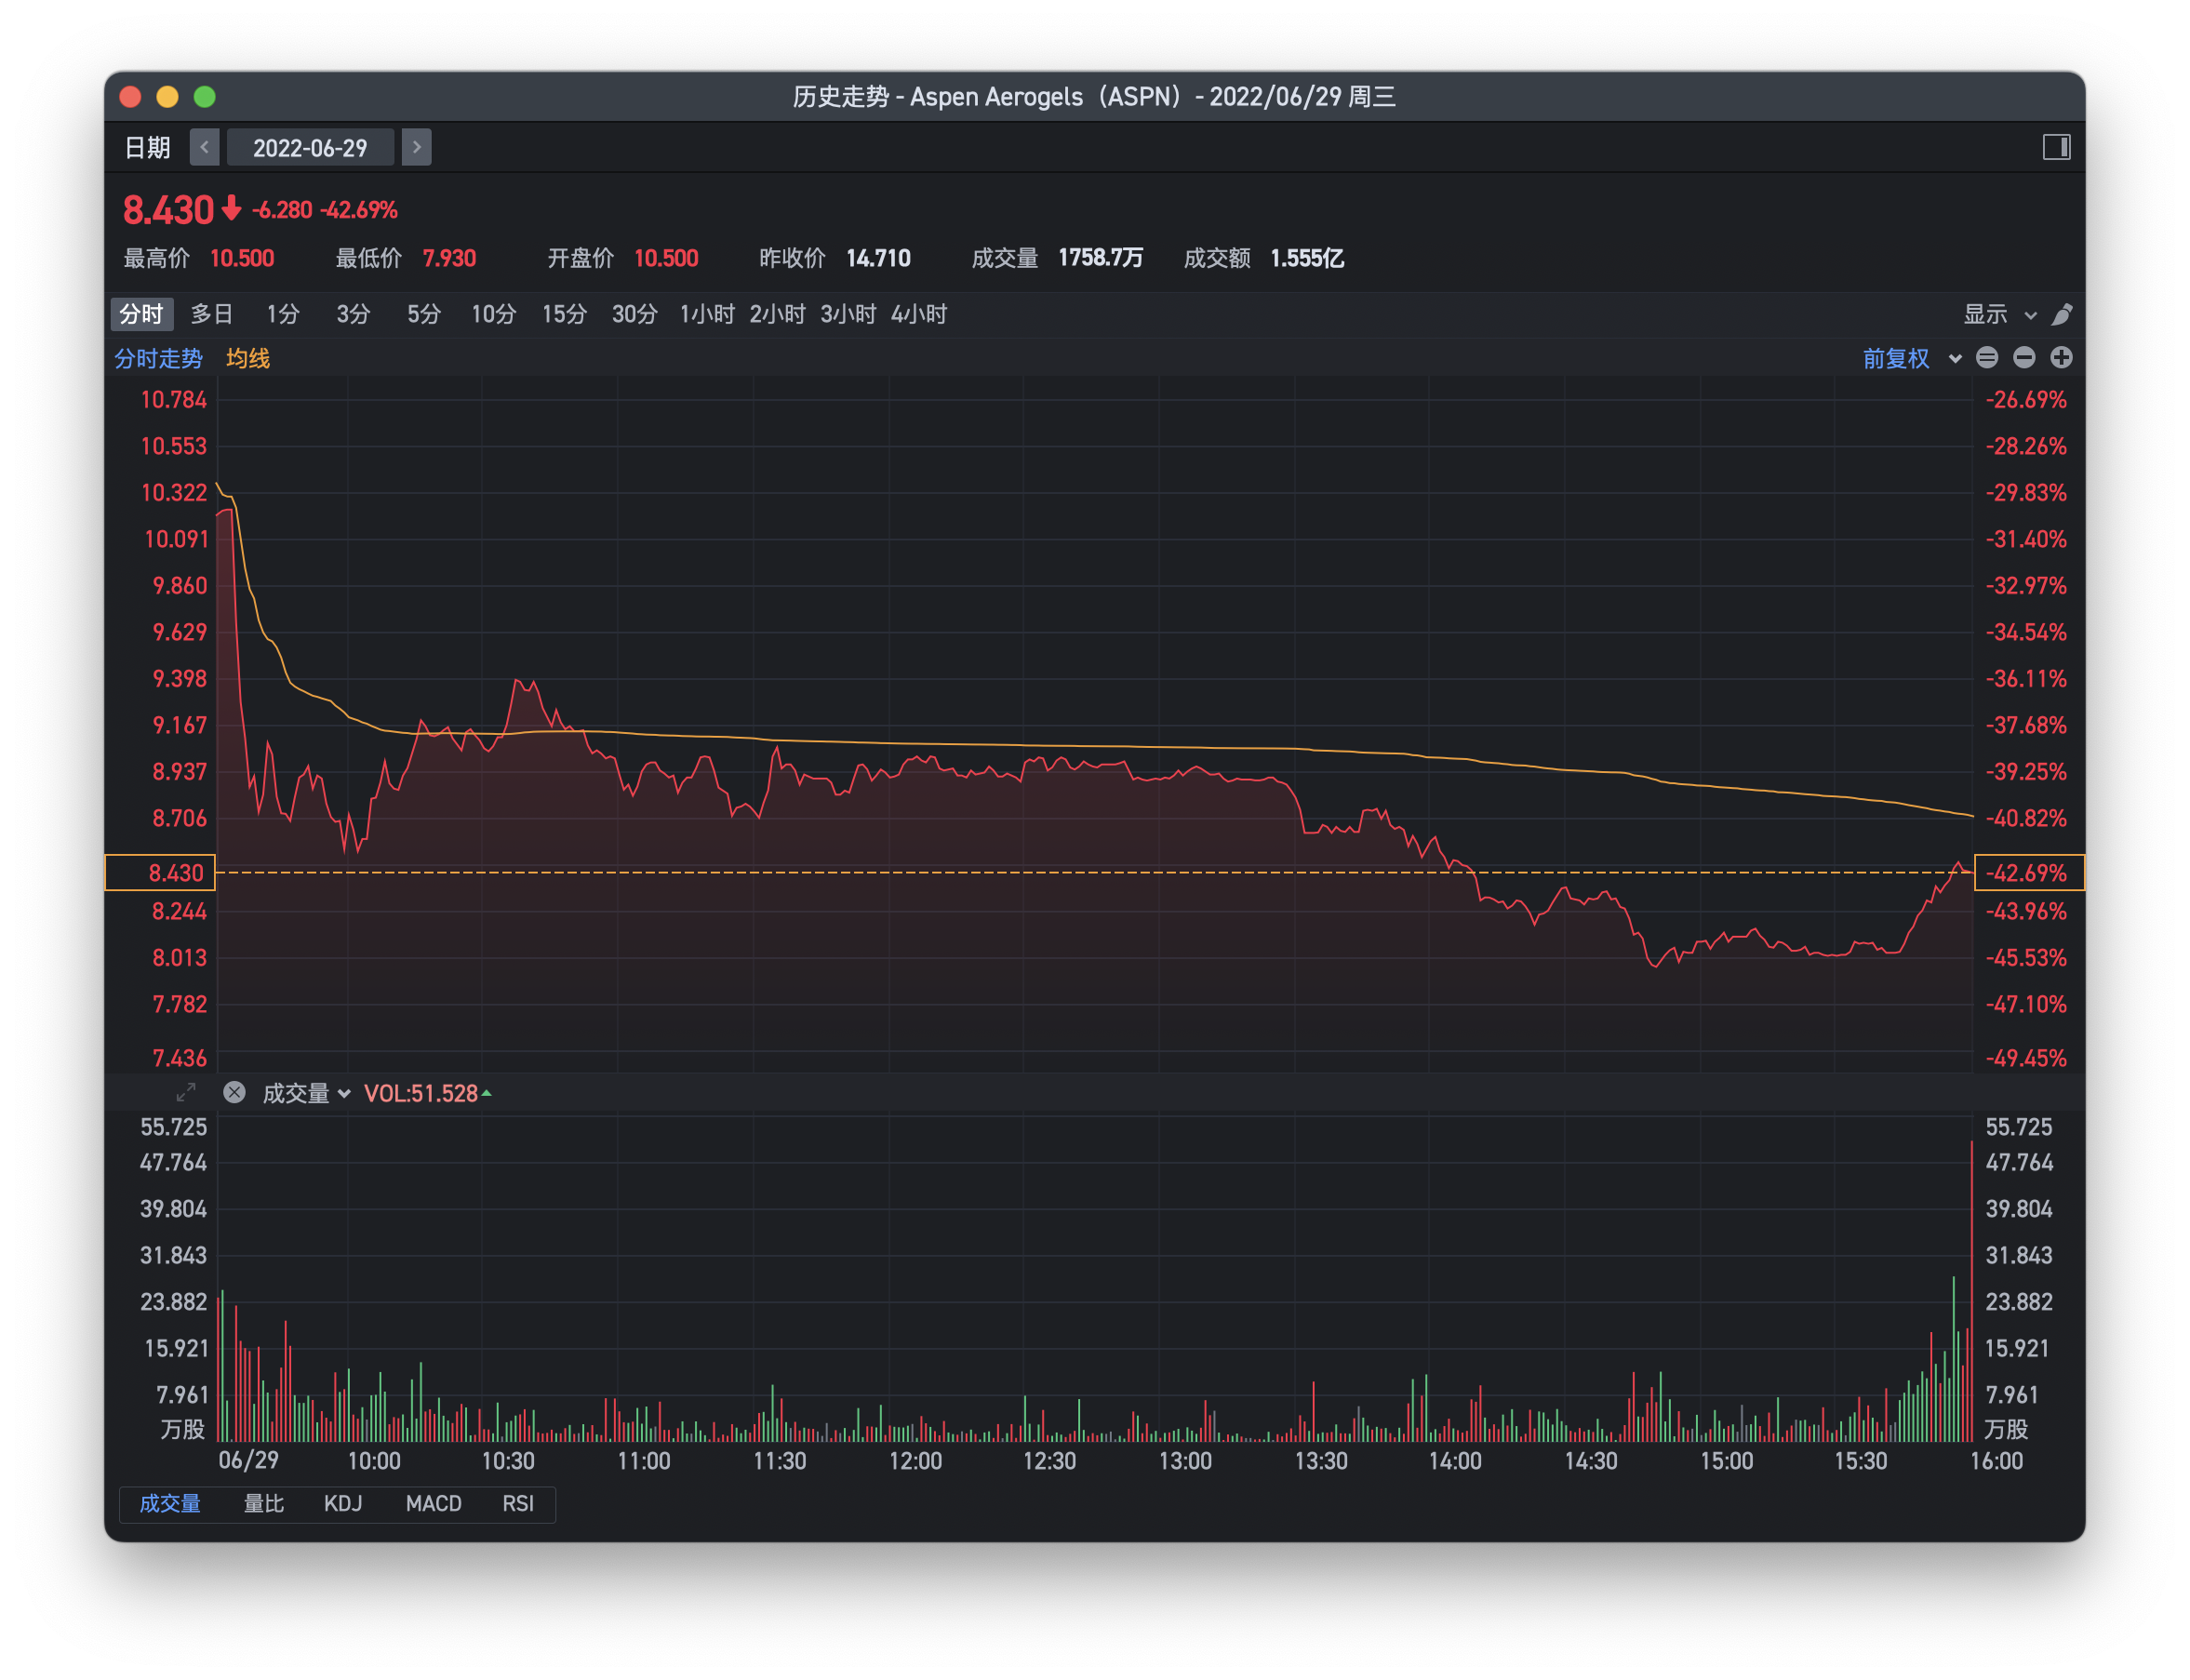 历史走势 - Aspen Aerogels（ASPN）- 2022/06/29 周三
日期 < 2022-06-29 >
8.430 -6.280 -42.69%
最高价 10.500 最低价 7.930 开盘价 10.500 昨收价 14.710 成交量 1758.7万 成交额 1.555亿
分时 多日 1分 3分 5分 10分 15分 30分 1小时 2小时 3小时 4小时 显示
分时走势 均线 前复权
10.784 -26.69%
10.553 -28.26%
10.322 -29.83%
10.091 -31.40%
9.860 -32.97%
9.629 -34.54%
9.398 -36.11%
9.167 -37.68%
8.937 -39.25%
8.706 -40.82%
8.430 -42.69%
8.244 -43.96%
8.013 -45.53%
7.782 -47.10%
7.436 -49.45%
成交量 VOL:51.528
55.725 55.725
47.764 47.764
39.804 39.804
31.843 31.843
23.882 23.882
15.921 15.921
7.961 7.961
万股 万股
06/29 10:00 10:30 11:00 11:30 12:00 12:30 13:00 13:30 14:00 14:30 15:00 15:30 16:00
成交量 量比 KDJ MACD RSI